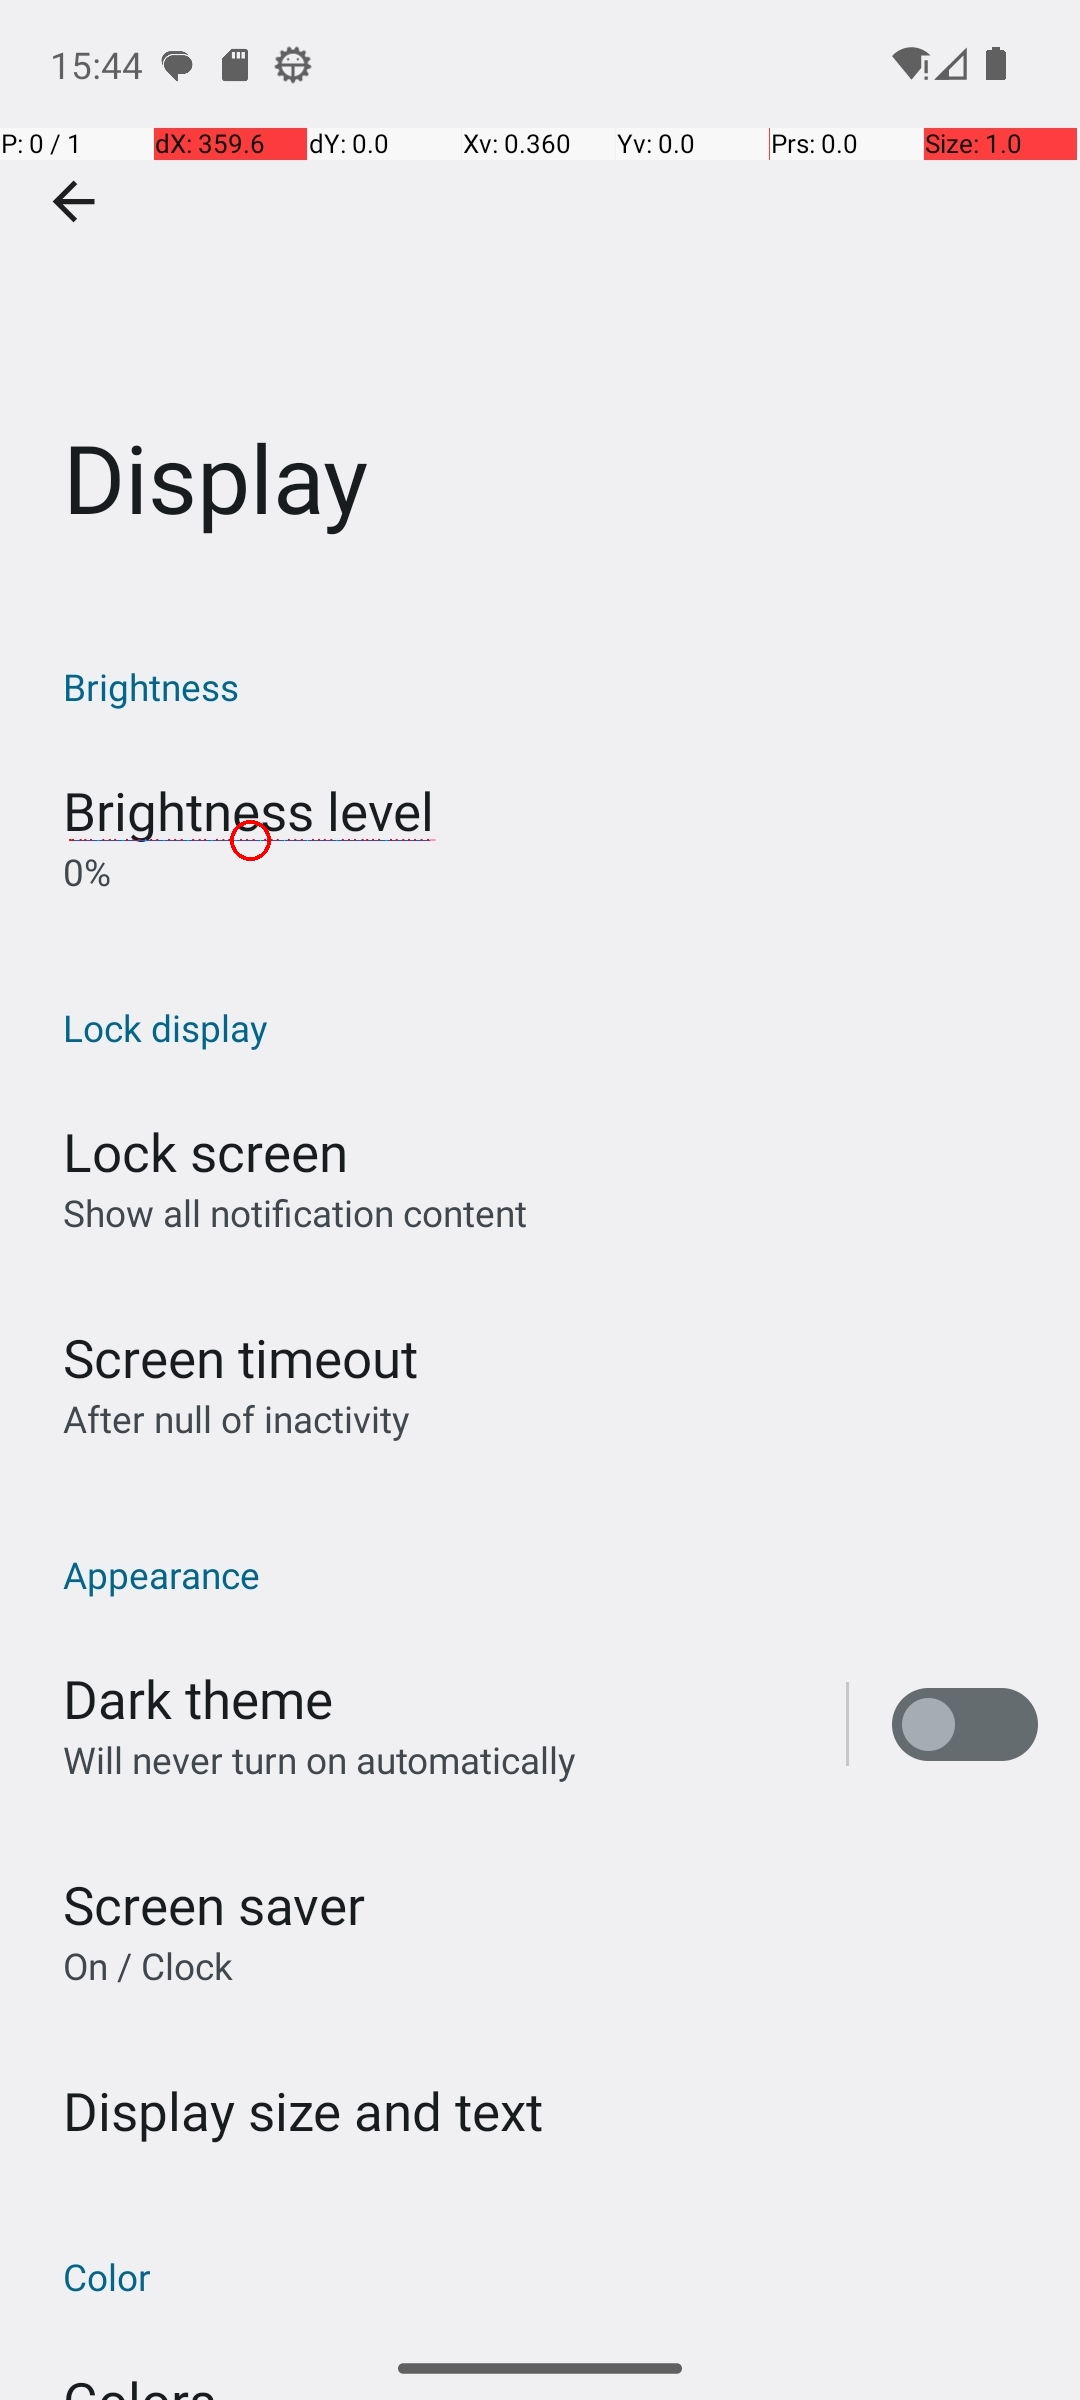 15:44
P: 0 / 1 dX: 359.6 dY: 0.0 Xv: 0.360 Yv: 0.0 Prs: 0.0 Size: 1.0
Display
Brightness
Brightness level
0%
Lock display
Lock screen
Show all notification content
Screen timeout
After null of inactivity
Appearance
Dark theme
Will never turn on automatically
Screen saver
On / Clock
Display size and text
Color
Colors